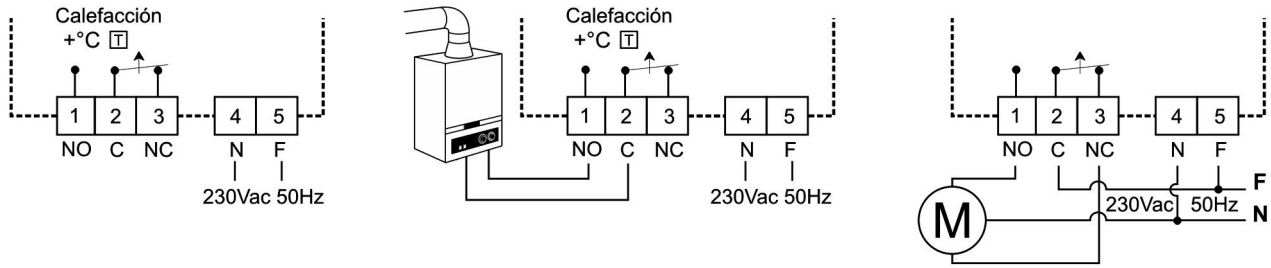 Calefacción
+°C T
1 2 3 4 5
NO C NC N F
230Vac 50Hz
Calefacción
+°C T
1 2 3 4 5
NO C NC N F
230Vac 50Hz
1 2 3 4 5
NO C NC N F
F
230Vac 50Hz
N
M